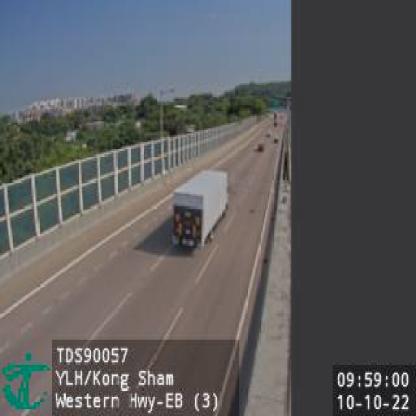 TDS90057
YLH/Kong Sham
Western Hwy-EB (3)
09:59:00
10-10-22